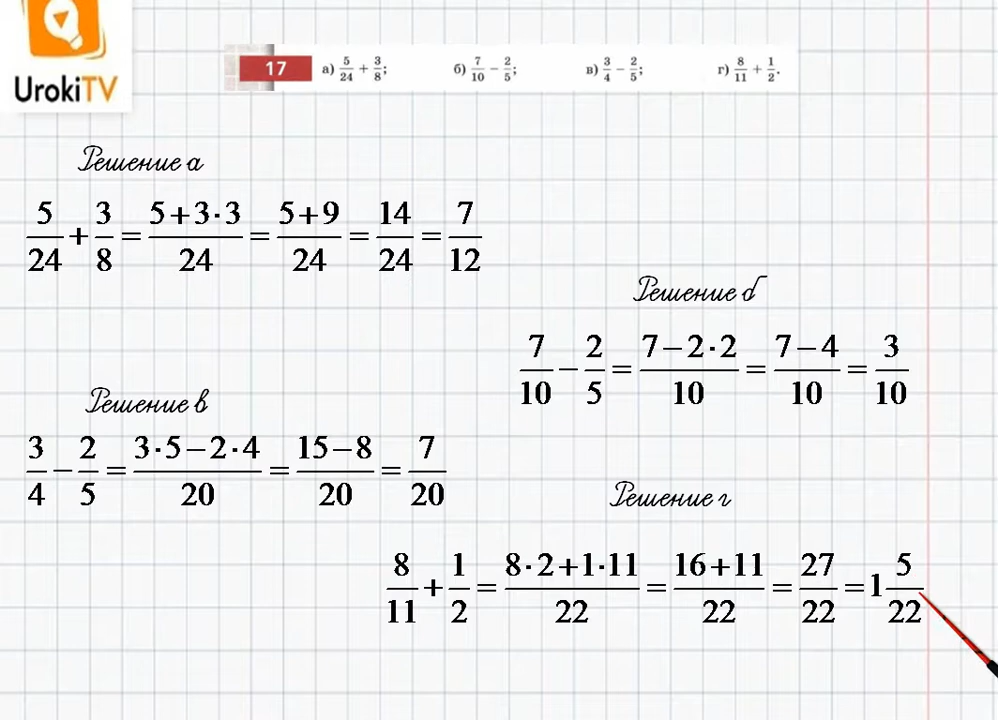 UrokiTV
17 а) 5/24 + 3/8; б) 7/10 − 2/5; в) 3/4 − 2/5; г) 8/11 + 1/2.
Решение а
5/24 + 3/8 = (5+3·3)/24 = (5+9)/24 = 14/24 = 7/12
Решение б
7/10 − 2/5 = (7−2·2)/10 = (7−4)/10 = 3/10
Решение в
3/4 − 2/5 = (3·5−2·4)/20 = (15−8)/20 = 7/20
Решение г
8/11 + 1/2 = (8·2+1·11)/22 = (16+11)/22 = 27/22 = 1 5/22